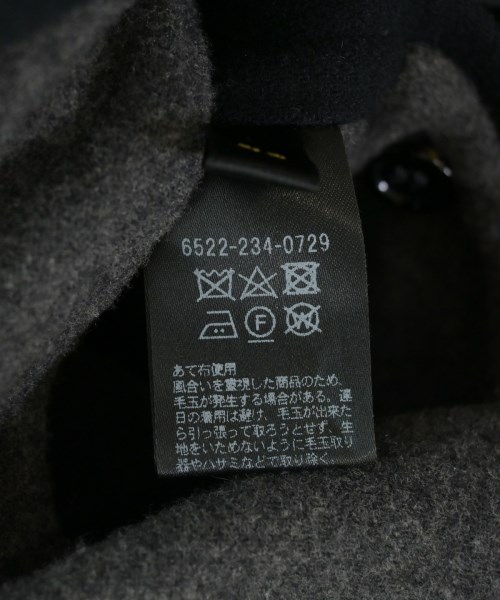 6522-234-0729
F
W
あて布使用
風合いを重視した商品のため、
毛玉が発生する場合がある。連
日の着用は避け、毛玉が出来た
ら引っ張って取ろうとせず、生
地をいためないように毛玉取り
器やハサミなどで取り除く。